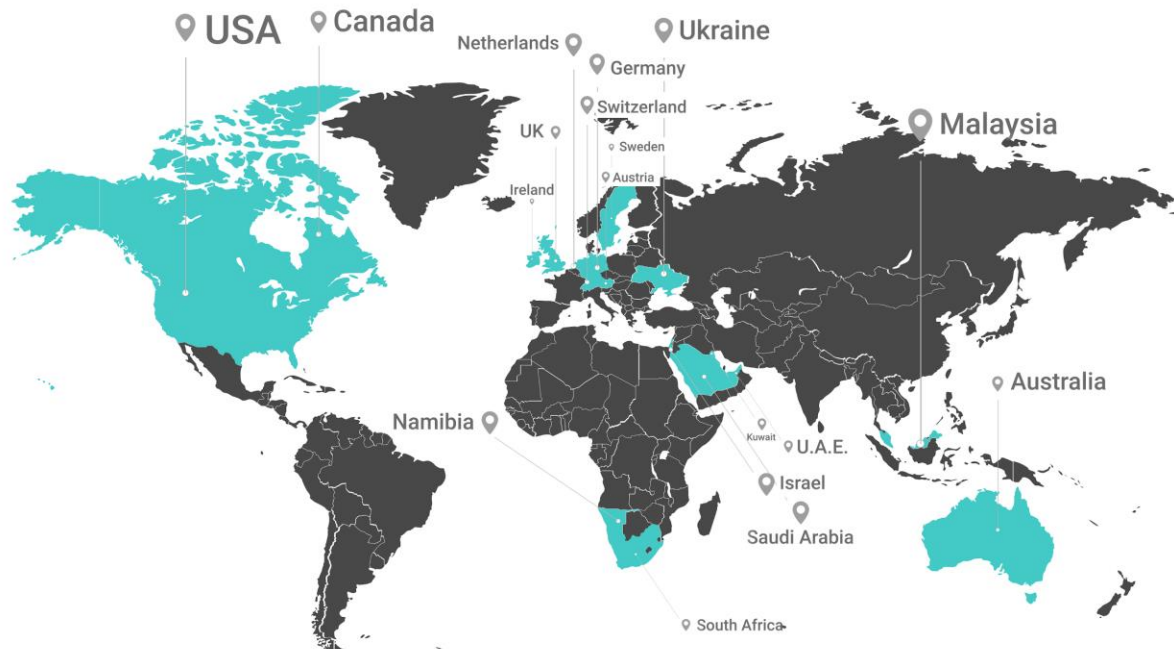 USA
Canada
Netherlands
Ukraine
Germany
Switzerland
UK
Malaysia
Sweden
Austria
Ireland
Australia
Namibia
Kuwait
U.A.E.
Israel
Saudi Arabia
South Africa